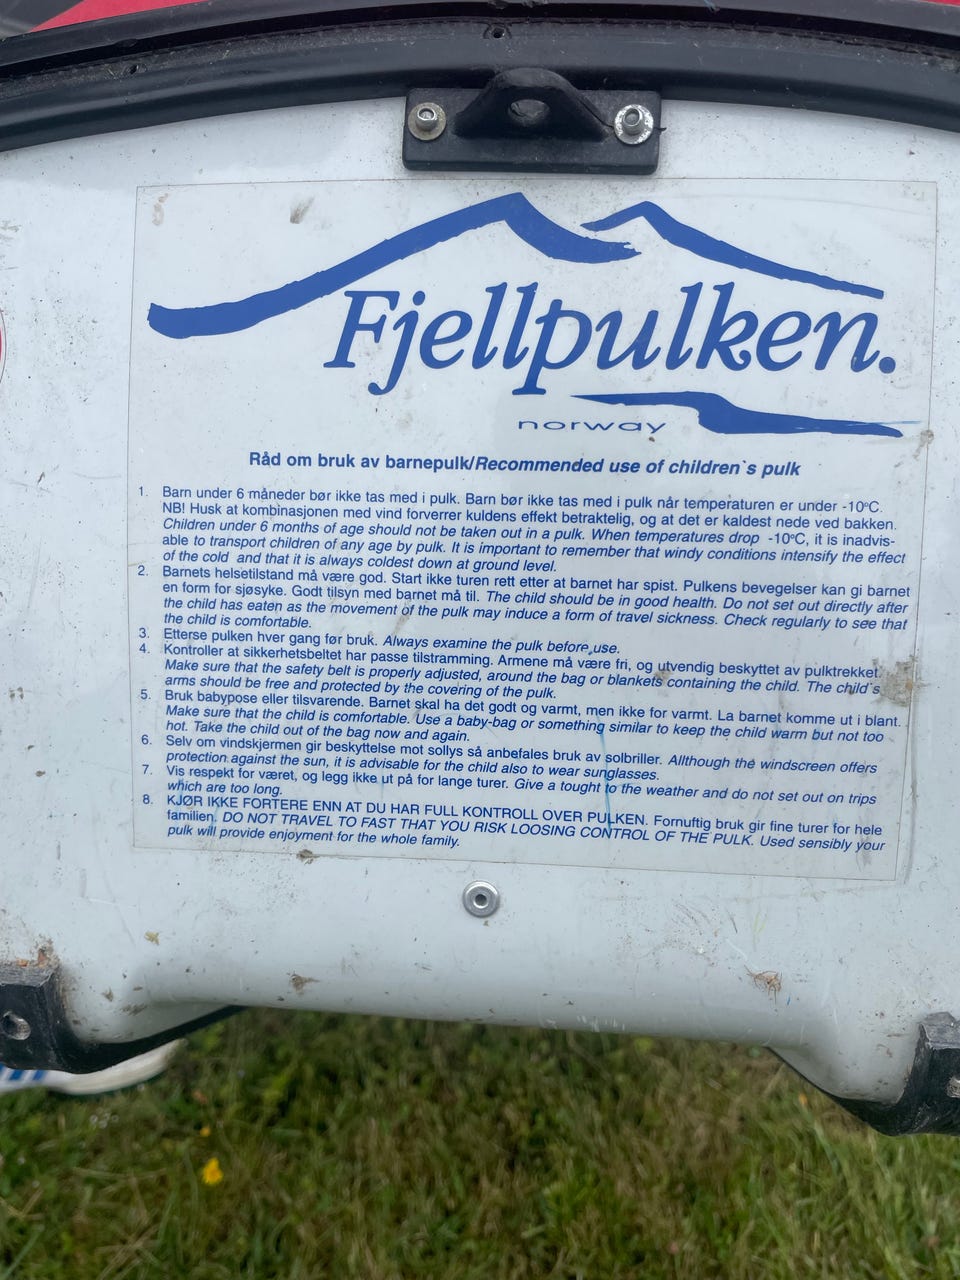 Fjellpulken.
norway
Råd om bruk av barnepulk/Recommended use of children`s pulk
1. Barn under 6 måneder bør ikke tas med i pulk. Barn bør ikke tas med i pulk når temperaturen er under -10ºC.
NB! Husk at kombinasjonen med vind forverrer kuldens effekt betraktelig, og at det er kaldest nede ved bakken.
Children under 6 months of age should not be taken out in a pulk. When temperatures drop -10ºC, it is inadvis-
able to transport children of any age by pulk. It is important to remember that windy conditions intensify the effect
of the cold and that it is always coldest down at ground level.
2. Barnets helsetilstand må være god. Start ikke turen rett etter at barnet har spist. Pulkens bevegelser kan gi barnet
en form for sjøsyke. Godt tilsyn med barnet må til. The child should be in good health. Do not set out directly after
the child has eaten as the movement of the pulk may induce a form of travel sickness. Check regularly to see that
the child is comfortable.
3. Etterse pulken hver gang før bruk. Always examine the pulk before use.
4. Kontroller at sikkerhetsbeltet har passe tilstramming. Armene må være fri, og utvendig beskyttet av pulktrekket.
Make sure that the safety belt is properly adjusted, around the bag or blankets containing the child. The child`s
arms should be free and protected by the covering of the pulk.
5. Bruk babypose eller tilsvarende. Barnet skal ha det godt og varmt, men ikke for varmt. La barnet komme ut i blant.
Make sure that the child is comfortable. Use a baby-bag or something similar to keep the child warm but not too
hot. Take the child out of the bag now and again.
6. Selv om vindskjermen gir beskyttelse mot sollys så anbefales bruk av solbriller. Allthough the windscreen offers
protection against the sun, it is advisable for the child also to wear sunglasses.
7. Vis respekt for været, og legg ikke ut på for lange turer. Give a tought to the weather and do not set out on trips
which are too long.
8. KJØR IKKE FORTERE ENN AT DU HAR FULL KONTROLL OVER PULKEN. Fornuftig bruk gir fine turer for hele
familien. DO NOT TRAVEL TO FAST THAT YOU RISK LOOSING CONTROL OF THE PULK. Used sensibly your
pulk will provide enjoyment for the whole family.